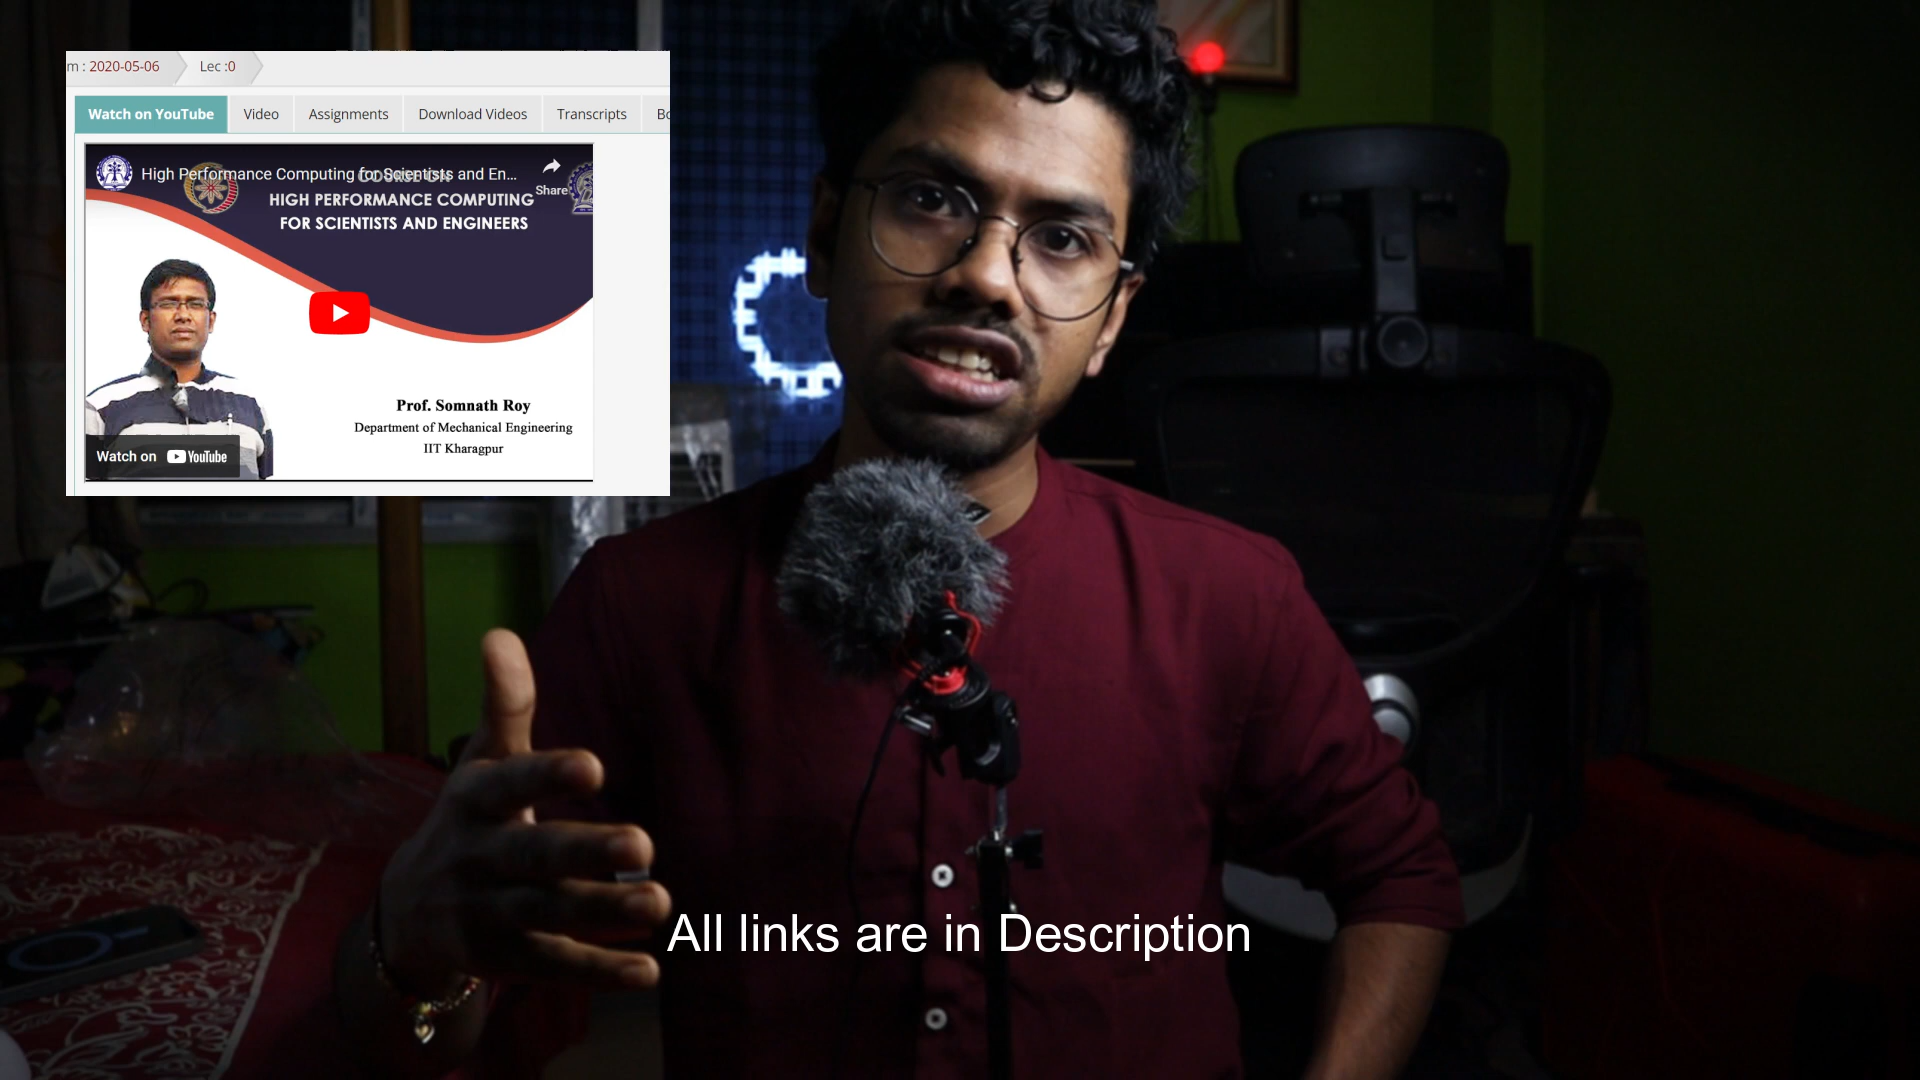 m : 2020-05-06 Lec :0
Watch on YouTube Video Assignments Download Videos Transcripts
High Performance Computing for Scientists and En...
Share
HIGH PERFORMANCE COMPUTING
FOR SCIENTISTS AND ENGINEERS
Prof. Somnath Roy
Department of Mechanical Engineering
IIT Kharagpur
Watch on YouTube
All links are in Description